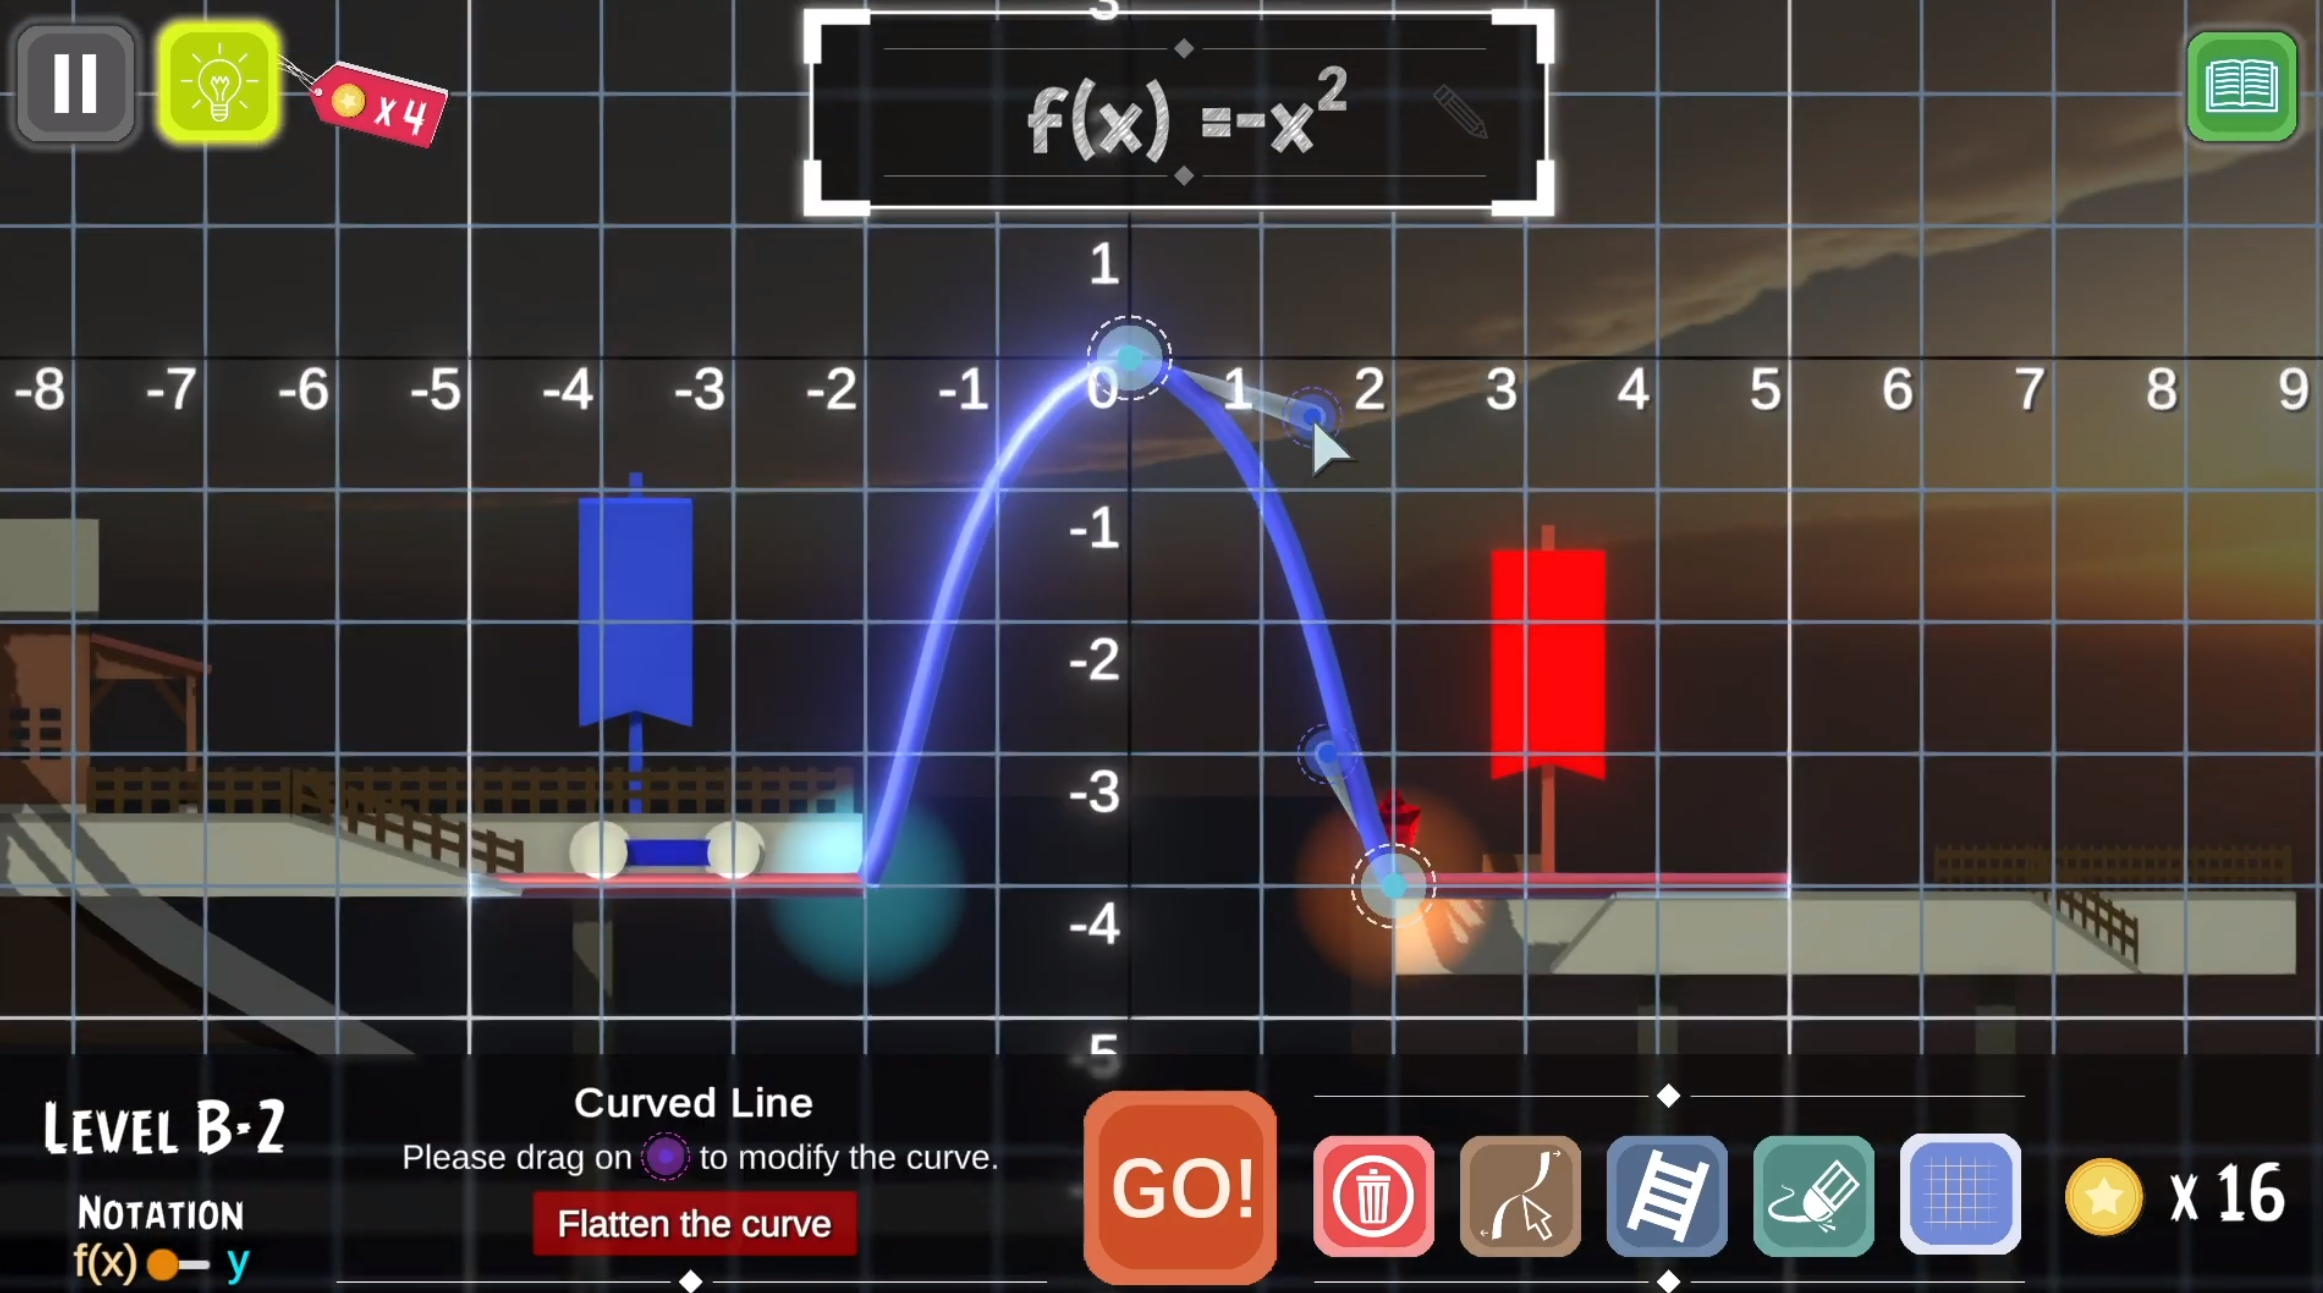 3
x 4
f(x) =-x²
1
-8 -7 -6 -5 -4 -3 -2 -1 0 1 2 3 4 5 6 7 8 9
-1
-2
-3
-4
-5
LEVEL B-2
NOTATION
f(x) y
Curved Line
Please drag on to modify the curve.
Flatten the curve
GO!
x 16